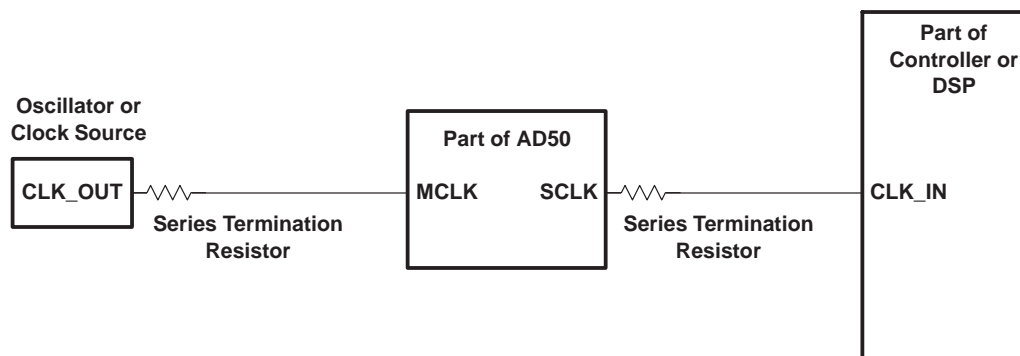 Part of
Controller or
DSP
Oscillator or
Clock Source
Part of AD50
CLK_OUT
MCLK
SCLK
CLK_IN
Series Termination
Resistor
Series Termination
Resistor